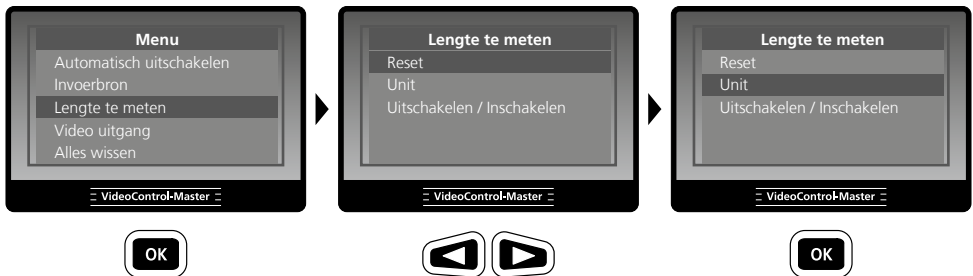 Menu
Automatisch uitschakelen
Invoerbron
Lengte te meten
Video uitgang
Alles wissen
VideoControl-Master
OK
Lengte te meten
Reset
Unit
Uitschakelen / Inschakelen
VideoControl-Master
Lengte te meten
Reset
Unit
Uitschakelen / Inschakelen
VideoControl-Master
OK